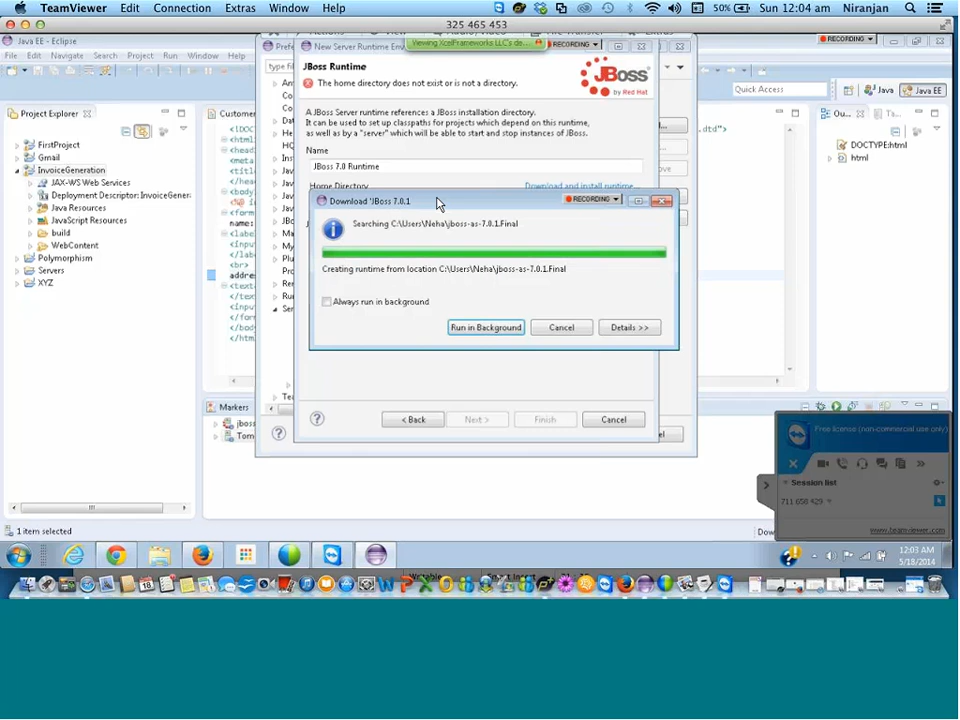 TeamViewer Edit Connection Extras Window Help 50% Sun 12:04 am Niranjan
325 465 453
Java EE - Eclipse
Viewing XcelFrameworks LLC's de...
RECORDING
RECORDING
File Edit Navigate Search Project Run Window Help
New Server Runtime Env
JBoss Runtime
The home directory does not exist or is not a directory.
JBoss
by Red Hat
Quick Access
Java
Java EE
Project Explorer
Customer
A JBoss Server runtime references a JBoss installation directory.
It can be used to set up classpaths for projects which depend on this runtime,
as well as by a "server" which will be able to start and stop instances of JBoss.
Name
JBoss 7.0 Runtime
Home Directory
Download and install runtime...
FirstProject
Gmail
InvoiceGeneration
JAX-WS Web Services
Deployment Descriptor: InvoiceGener
Java Resources
JavaScript Resources
build
WebContent
Polymorphism
Servers
XYZ
DOCTYPE:html
html
Download 'JBoss 7.0.1
RECORDING
Searching C:\Users\Neha\jboss-as-7.0.1.Final
Creating runtime from location C:\Users\Neha\jboss-as-7.0.1.Final
Always run in background
Run in Background
Cancel
Details >>
Markers
< Back
Next >
Finish
Cancel
Free license (non-commercial use only)
Session list
711 658 429
www.teamviewer.com
1 item selected
12:03 AM
5/18/2014